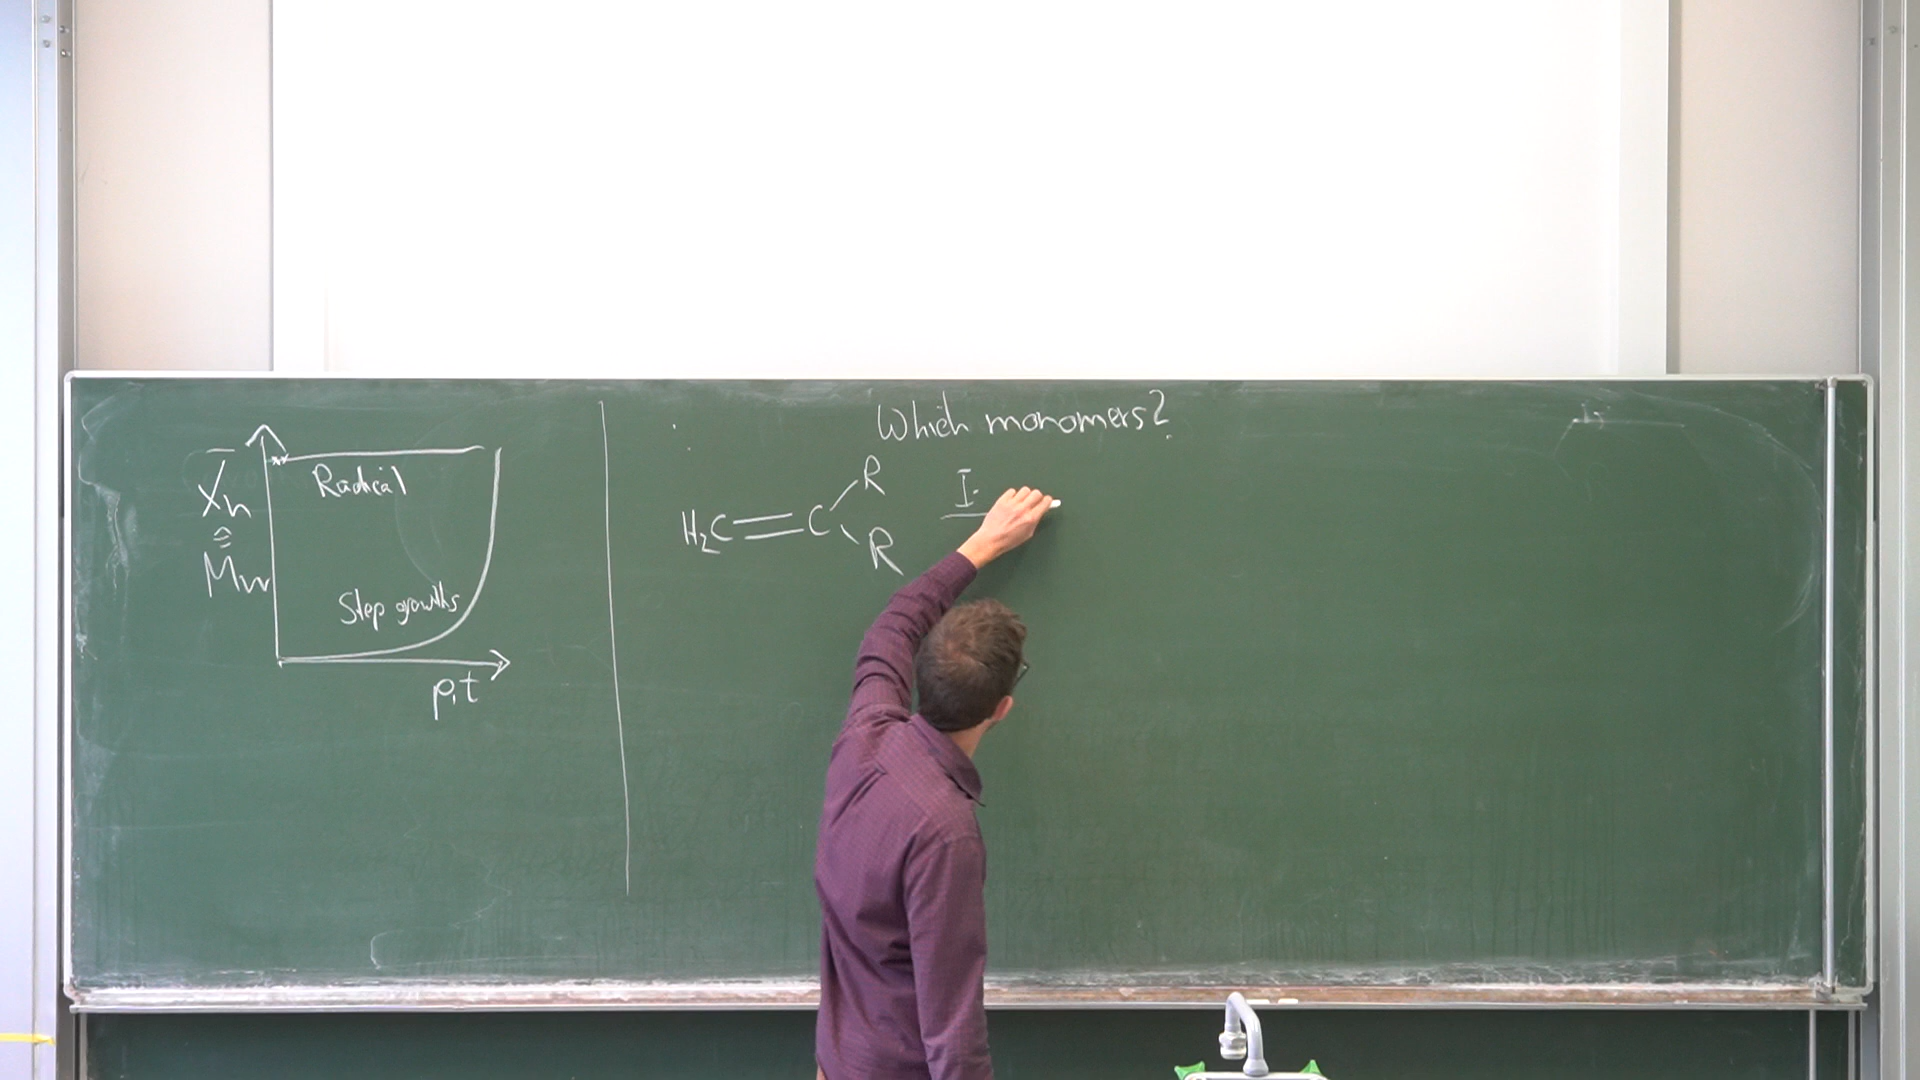 Which monomers?
X̄n
≙
Mw
Radical
Step growths
p,t
R
H₂C=C
R
I·